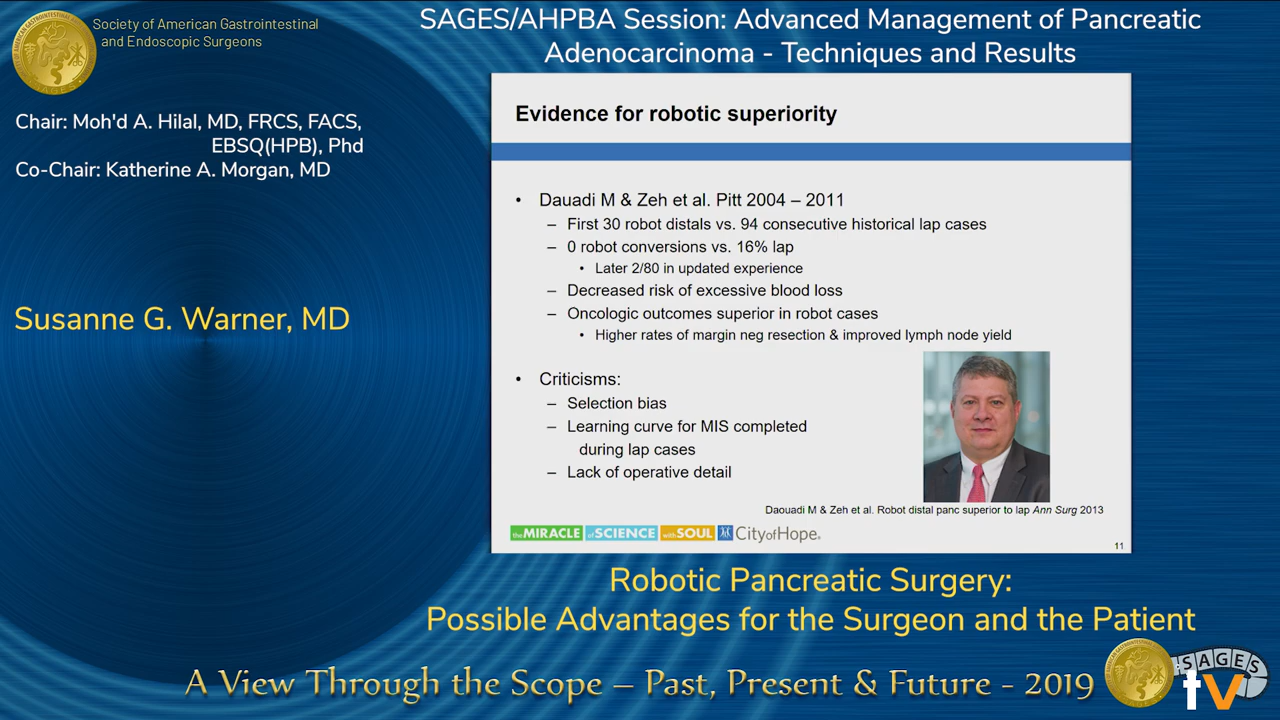 Society of American Gastrointestinal
and Endoscopic Surgeons
SAGES/AHPBA Session: Advanced Management of Pancreatic
Adenocarcinoma - Techniques and Results
Chair: Moh'd A. Hilal, MD, FRCS, FACS,
EBSQ(HPB), Phd
Co-Chair: Katherine A. Morgan, MD
Susanne G. Warner, MD
Evidence for robotic superiority
• Dauadi M & Zeh et al. Pitt 2004 – 2011
– First 30 robot distals vs. 94 consecutive historical lap cases
– 0 robot conversions vs. 16% lap
• Later 2/80 in updated experience
– Decreased risk of excessive blood loss
– Oncologic outcomes superior in robot cases
• Higher rates of margin neg resection & improved lymph node yield
• Criticisms:
– Selection bias
– Learning curve for MIS completed
during lap cases
– Lack of operative detail
Daouadi M & Zeh et al. Robot distal panc superior to lap Ann Surg 2013
the MIRACLE of SCIENCE with SOUL CityofHope®
11
Robotic Pancreatic Surgery:
Possible Advantages for the Surgeon and the Patient
A View Through the Scope – Past, Present & Future - 2019
SAGES
tv